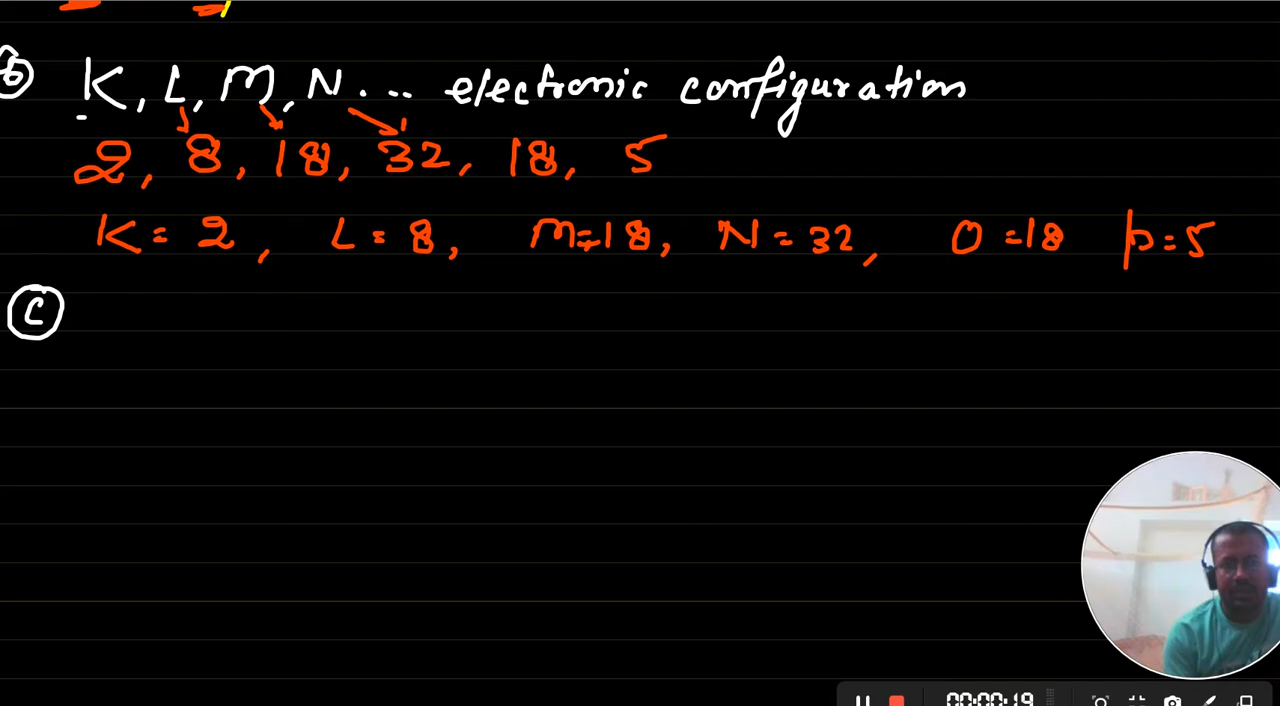 b K, L, M, N... electronic configuration
2, 8, 18, 32, 18, 5
K = 2, L = 8, M = 18, N = 32, O = 18 p = 5
C
00:00:19